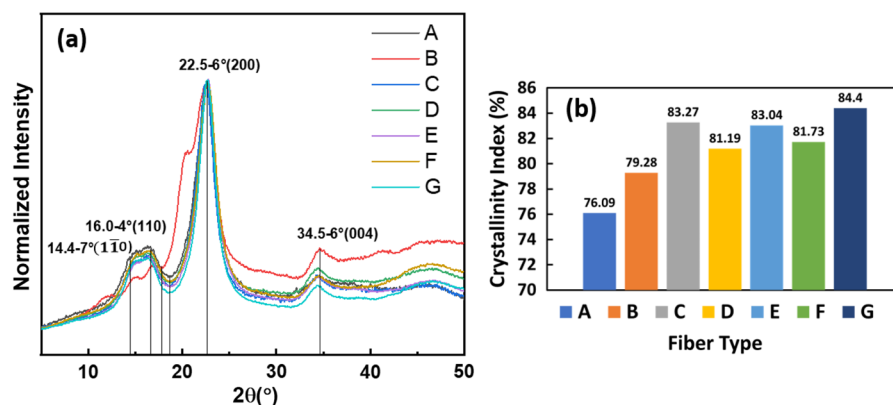 (a)
A
B
C
D
E
F
G
22.5-6°(200)
16.0-4°(110)
14.4-7°(11̄0)
34.5-6°(004)
Normalized Intensity
10 20 30 40 50
2θ(°)
(b)
Crystallinity Index (%)
86
84
82
80
78
76
74
72
70
76.09
79.28
83.27
81.19
83.04
81.73
84.4
A B C D E F G
Fiber Type